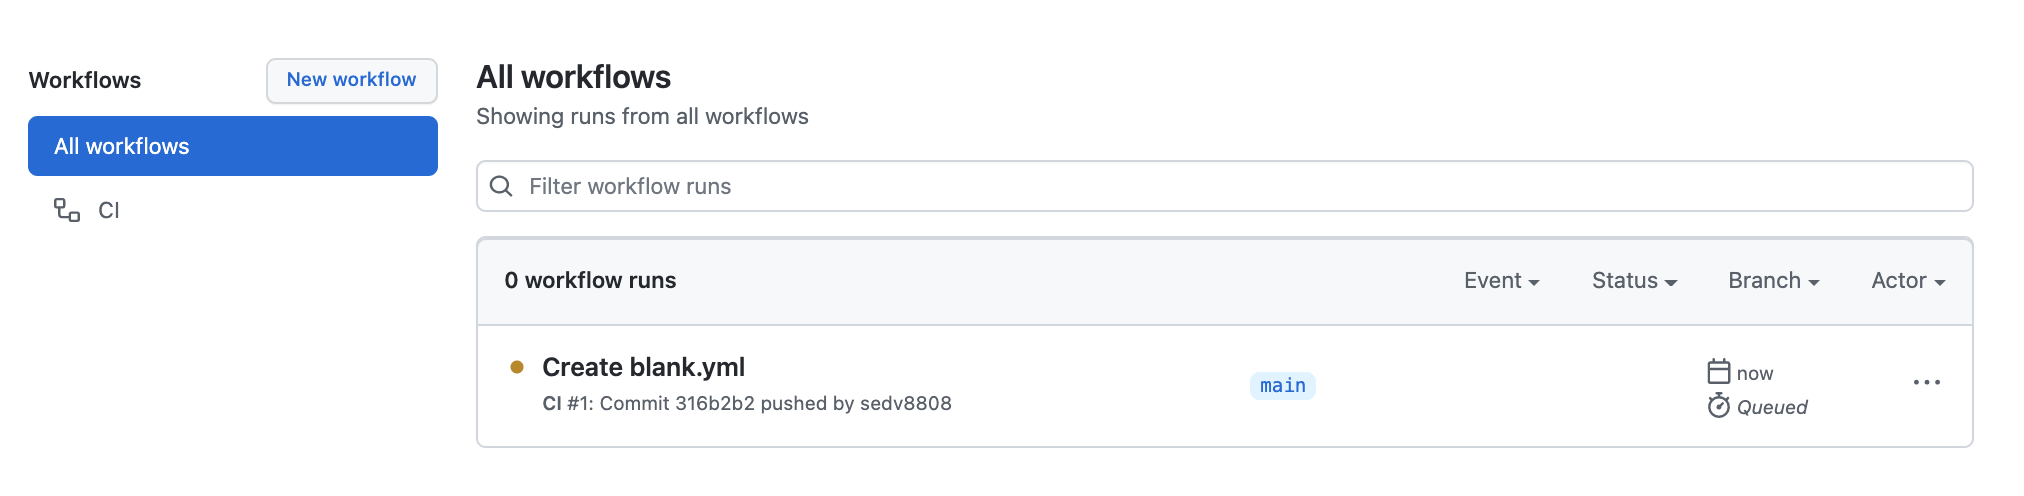 Workflows
New workflow
All workflows
CI
All workflows
Showing runs from all workflows
Filter workflow runs
0 workflow runs
Event
Status
Branch
Actor
Create blank.yml
CI #1: Commit 316b2b2 pushed by sedv8808
main
now
Queued